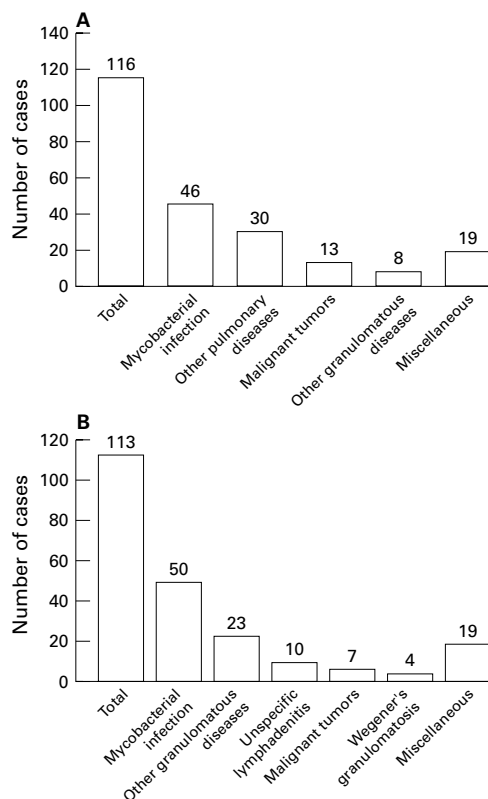 A
Number of cases
140
120
100
80
60
40
20
0
116
46
30
13
8
19
Total
Mycobacterial
infection
Other pulmonary
diseases
Malignant tumors
Other granulomatous
diseases
Miscellaneous
B
Number of cases
120
100
80
60
40
20
0
113
50
23
10
7
4
19
Total
Mycobacterial
infection
Other granulomatous
diseases
Unspecific
lymphadenitis
Malignant tumors
Wegener's
granulomatosis
Miscellaneous